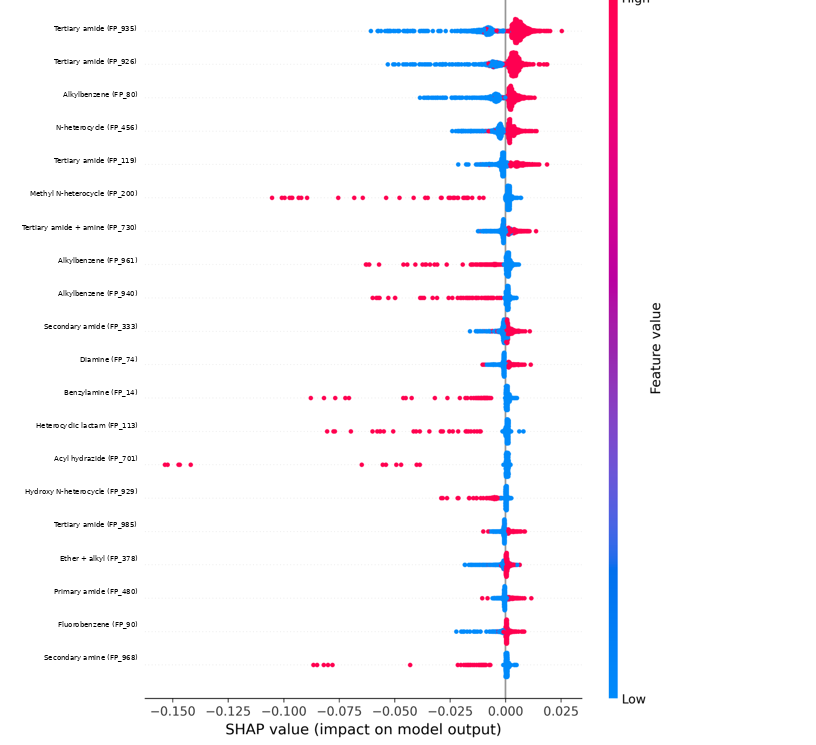 High
Tertiary amide (FP_935)
Tertiary amide (FP_926)
Alkylbenzene (FP_80)
N-heterocycle (FP_456)
Tertiary amide (FP_119)
Methyl N-heterocycle (FP_200)
Tertiary amide + amine (FP_730)
Alkylbenzene (FP_961)
Alkylbenzene (FP_940)
Secondary amide (FP_333)
Diamine (FP_74)
Benzylamine (FP_14)
Heterocyclic lactam (FP_113)
Acyl hydrazide (FP_701)
Hydroxy N-heterocycle (FP_929)
Tertiary amide (FP_985)
Ether + alkyl (FP_378)
Primary amide (FP_480)
Fluorobenzene (FP_90)
Secondary amine (FP_968)
Feature value
Low
−0.150 −0.125 −0.100 −0.075 −0.050 −0.025 0.000 0.025
SHAP value (impact on model output)